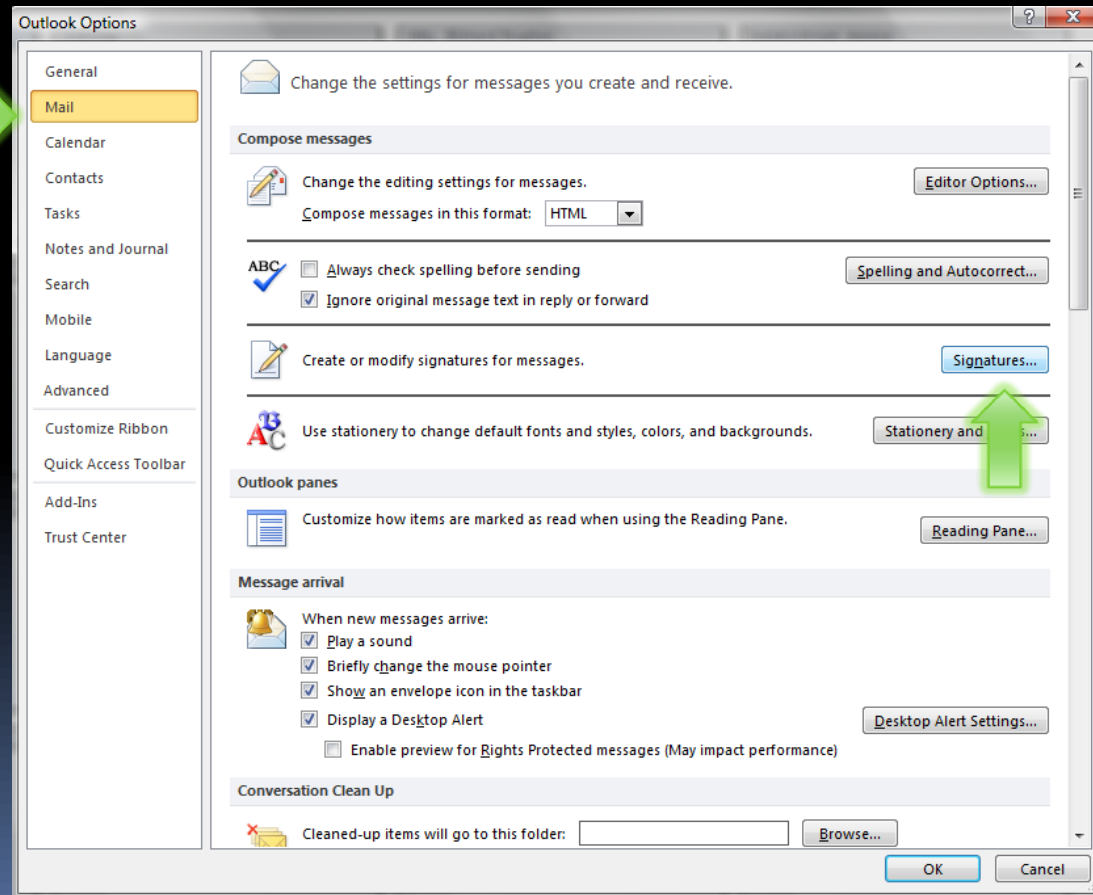 Outlook Options
General
Mail
Calendar
Contacts
Tasks
Notes and Journal
Search
Mobile
Language
Advanced
Customize Ribbon
Quick Access Toolbar
Add-Ins
Trust Center
Change the settings for messages you create and receive.
Compose messages
Change the editing settings for messages.
Editor Options...
Compose messages in this format: HTML
ABC
Always check spelling before sending
Spelling and Autocorrect...
Ignore original message text in reply or forward
Create or modify signatures for messages.
Signatures...
Use stationery to change default fonts and styles, colors, and backgrounds.
Stationery and
Outlook panes
Customize how items are marked as read when using the Reading Pane.
Reading Pane...
Message arrival
When new messages arrive:
Play a sound
Briefly change the mouse pointer
Show an envelope icon in the taskbar
Display a Desktop Alert
Desktop Alert Settings...
Enable preview for Rights Protected messages (May impact performance)
Conversation Clean Up
Cleaned-up items will go to this folder:
Browse...
OK
Cancel